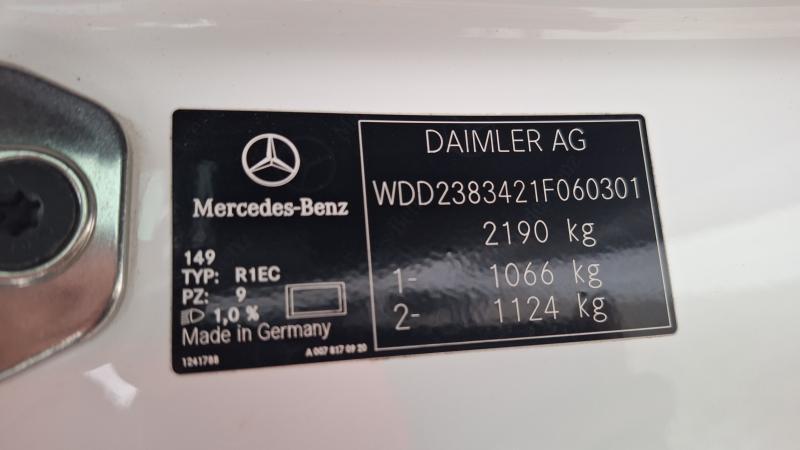 Mercedes-Benz
149
TYP: R1EC
PZ: 9
1,0 %
Made in Germany
1241788
A 007 817 09 20
DAIMLER AG
WDD2383421F060301
2190 kg
1- 1066 kg
2- 1124 kg